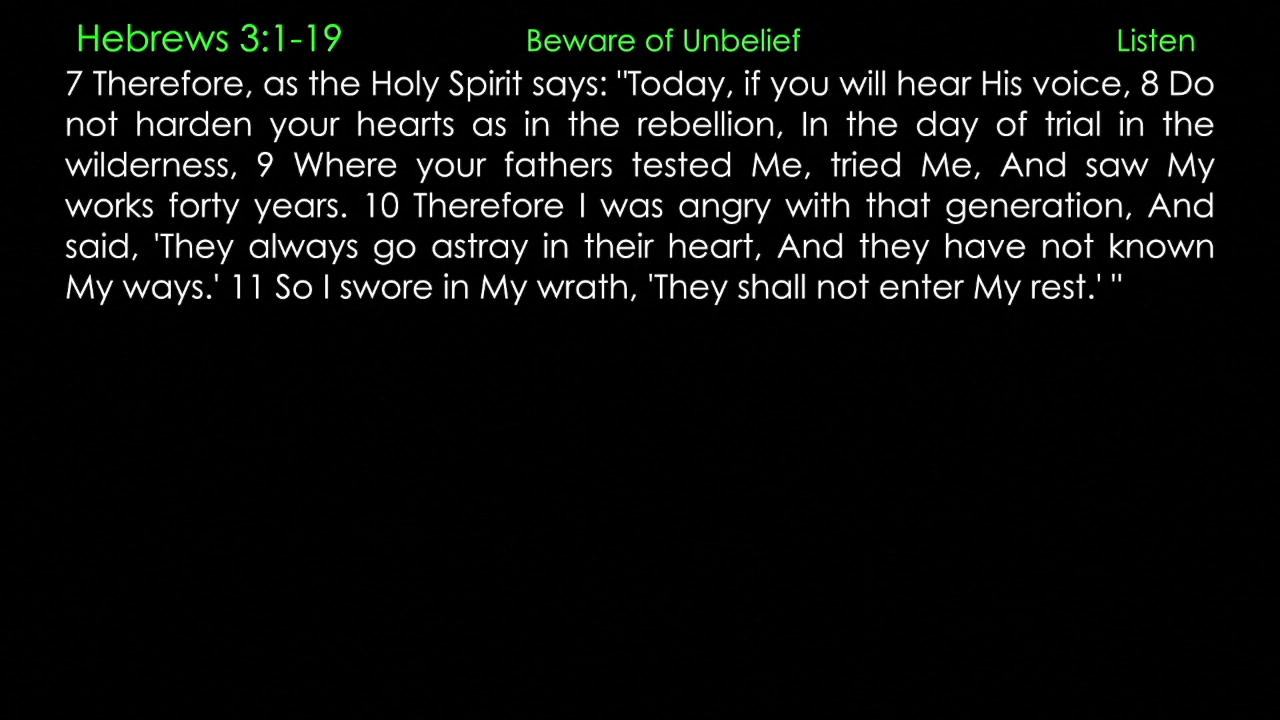 Hebrews 3:1-19 Beware of Unbelief Listen
7 Therefore, as the Holy Spirit says: "Today, if you will hear His voice, 8 Do
not harden your hearts as in the rebellion, In the day of trial in the
wilderness, 9 Where your fathers tested Me, tried Me, And saw My
works forty years. 10 Therefore I was angry with that generation, And
said, 'They always go astray in their heart, And they have not known
My ways.' 11 So I swore in My wrath, 'They shall not enter My rest.' "